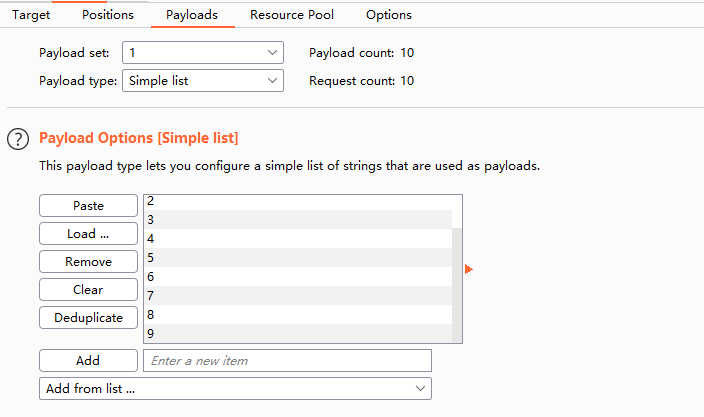 Target Positions Payloads Resource Pool Options
Payload set: 1 Payload count: 10
Payload type: Simple list Request count: 10
? Payload Options [Simple list]
This payload type lets you configure a simple list of strings that are used as payloads.
Paste
Load ...
Remove
Clear
Deduplicate
2
3
4
5
6
7
8
9
Add Enter a new item
Add from list ...